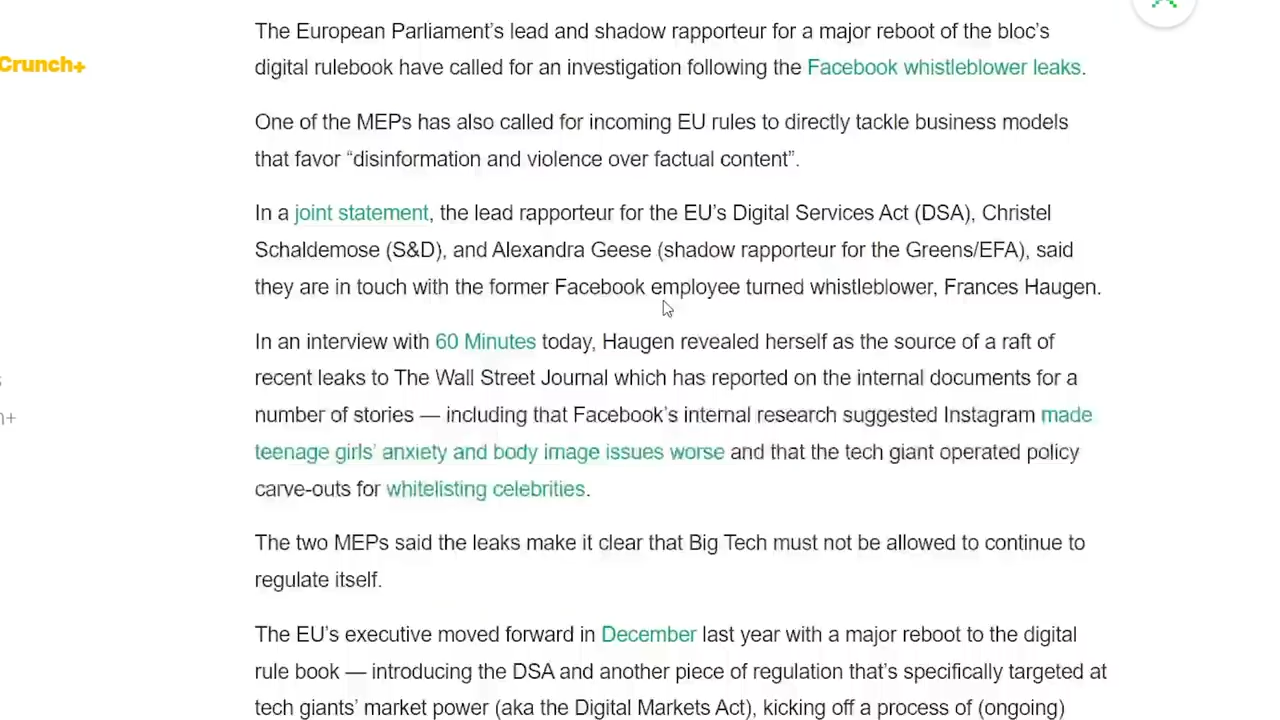 The European Parliament’s lead and shadow rapporteur for a major reboot of the bloc’s
digital rulebook have called for an investigation following the Facebook whistleblower leaks.
Crunch+
One of the MEPs has also called for incoming EU rules to directly tackle business models
that favor “disinformation and violence over factual content”.
In a joint statement, the lead rapporteur for the EU’s Digital Services Act (DSA), Christel
Schaldemose (S&D), and Alexandra Geese (shadow rapporteur for the Greens/EFA), said
they are in touch with the former Facebook employee turned whistleblower, Frances Haugen.
In an interview with 60 Minutes today, Haugen revealed herself as the source of a raft of
recent leaks to The Wall Street Journal which has reported on the internal documents for a
number of stories — including that Facebook’s internal research suggested Instagram made
teenage girls’ anxiety and body image issues worse and that the tech giant operated policy
carve-outs for whitelisting celebrities.
The two MEPs said the leaks make it clear that Big Tech must not be allowed to continue to
regulate itself.
The EU’s executive moved forward in December last year with a major reboot to the digital
rule book — introducing the DSA and another piece of regulation that’s specifically targeted at
tech giants’ market power (aka the Digital Markets Act), kicking off a process of (ongoing)